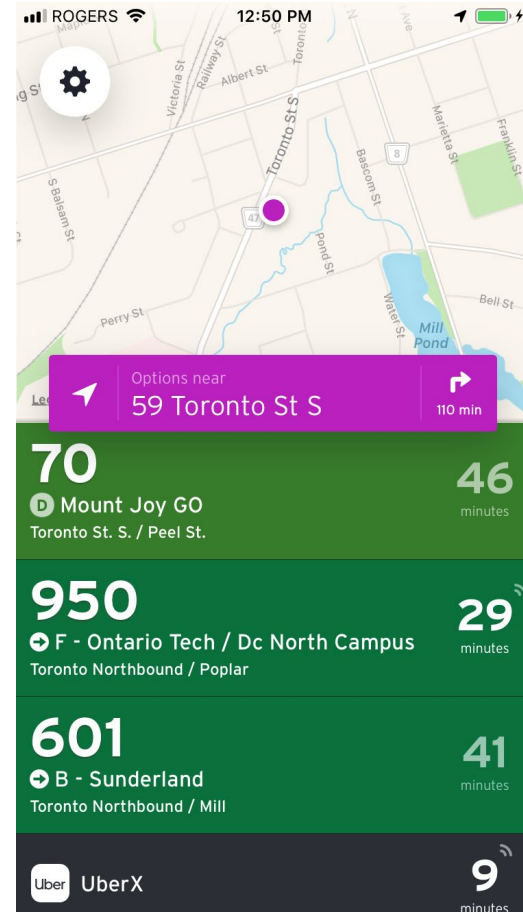 ROGERS 12:50 PM
Railway St
Victoria St
Albert St
Toronto
Ave
Toronto St S
Marietta St
Franklin St
8
Bascom St
S Balsam St
47
Pond St
Perry St
Water St
Bell St
Mill
Pond
Options near
59 Toronto St S
110 min
70
D Mount Joy GO
Toronto St. S. / Peel St.
46
minutes
950
F - Ontario Tech / Dc North Campus
Toronto Northbound / Poplar
29
minutes
601
B - Sunderland
Toronto Northbound / Mill
41
minutes
Uber UberX
9
minutes